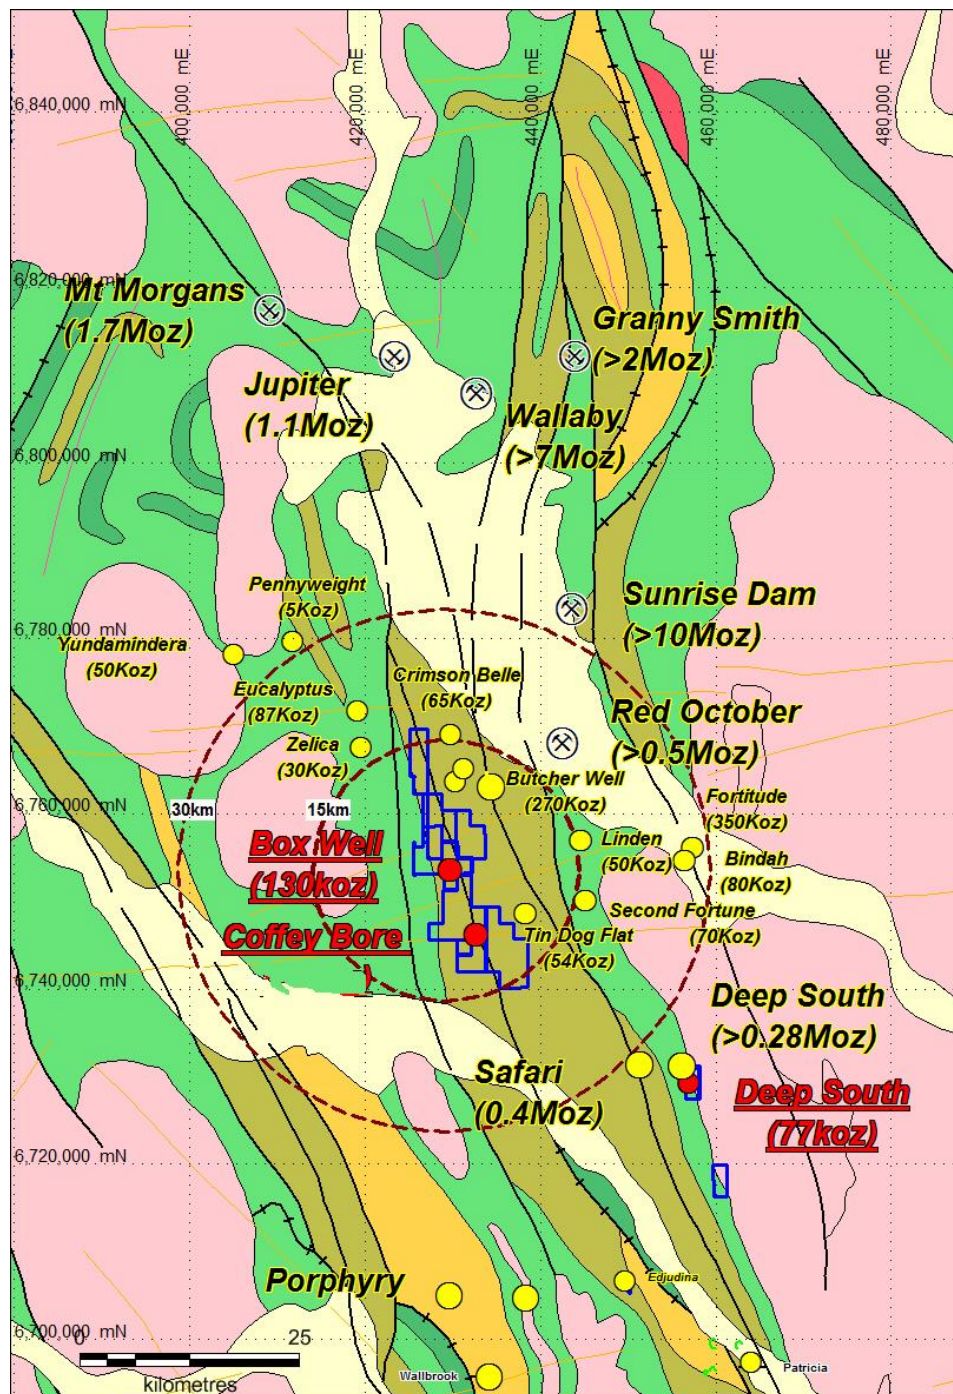 400,000 mE
420,000 mE
440,000 mE
460,000 mE
480,000 mE
6,840,000 mN
6,820,000 mN
Mt Morgans
(1.7Moz)
Granny Smith
(>2Moz)
Jupiter
(1.1Moz)
Wallaby
(>7Moz)
6,800,000 mN
Pennyweight
(5Koz)
Sunrise Dam
(>10Moz)
6,780,000 mN
Yundamindera
(50Koz)
Crimson Belle
(65Koz)
Eucalyptus
(87Koz)
Red October
(>0.5Moz)
Zelica
(30Koz)
Butcher Well
(270Koz)
Fortitude
(350Koz)
6,760,000 mN
30km
15km
Box Well
(130koz)
Linden
(50Koz)
Bindah
(80Koz)
Second Fortune
(70Koz)
Coffey Bore
Tin Dog Flat
(54Koz)
6,740,000 mN
Deep South
(>0.28Moz)
Safari
(0.4Moz)
Deep South
(77koz)
6,720,000 mN
Porphyry
Edjudina
6,700,000 mN
0
25
kilometres
Wallbrook
Patricia